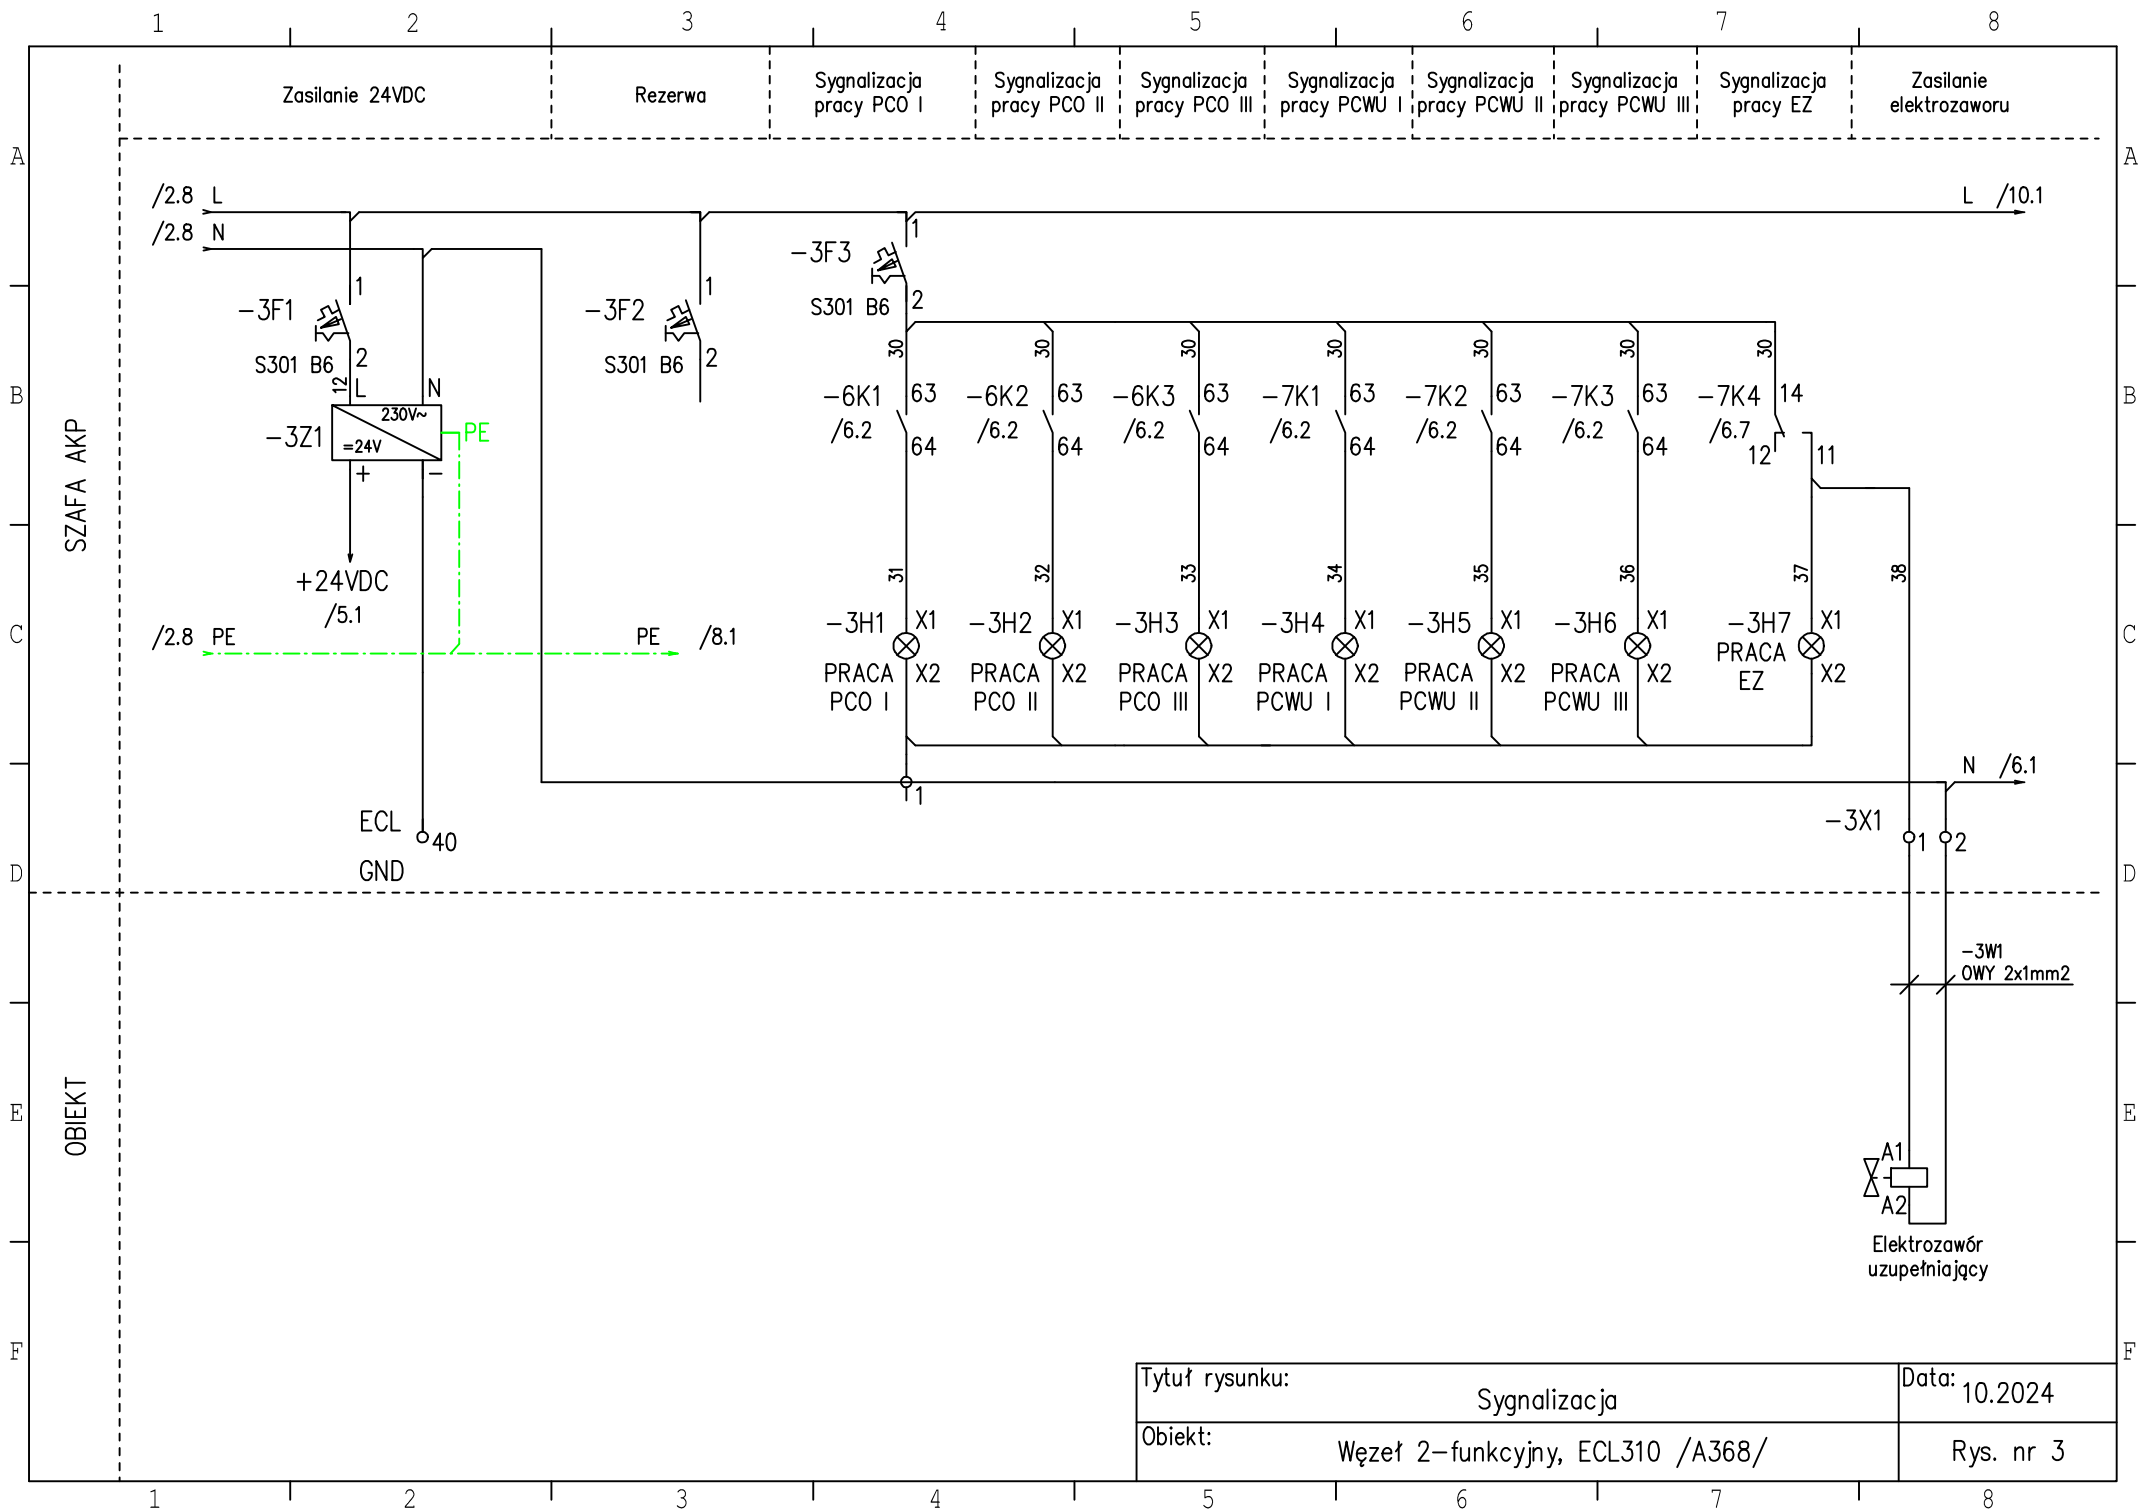 1 2 3 4 5 6 7 8
Zasilanie 24VDC
Rezerwa
Sygnalizacja
pracy PCO I
Sygnalizacja
pracy PCO II
Sygnalizacja
pracy PCO III
Sygnalizacja
pracy PCWU I
Sygnalizacja
pracy PCWU II
Sygnalizacja
pracy PCWU III
Sygnalizacja
pracy EZ
Zasilanie
elektrozaworu
A A
/2.8 L L /10.1
/2.8 N
1
-3F3
S301 B6
2
1
-3F1
S301 B6
2
1
-3F2
S301 B6
2
12 L N
230V~
=24V
-3Z1
PE
+ -
+24VDC
/5.1
B B
30 30 30 30 30 30 30
-6K1 63
/6.2 64
-6K2 63
/6.2 64
-6K3 63
/6.2 64
-7K1 63
/6.2 64
-7K2 63
/6.2 64
-7K3 63
/6.2 64
-7K4 14
/6.7
12 11
SZAFA AKP
31 32 33 34 35 36 37 38
C C
/2.8 PE PE /8.1
-3H1 X1
PRACA X2
PCO I
-3H2 X1
PRACA X2
PCO II
-3H3 X1
PRACA X2
PCO III
-3H4 X1
PRACA X2
PCWU I
-3H5 X1
PRACA X2
PCWU II
-3H6 X1
PRACA X2
PCWU III
-3H7 X1
PRACA X2
EZ
N /6.1
1
ECL
40
GND
-3X1
1 2
D D
-3W1
OWY 2x1mm2
OBIEKT
E E
A1
A2
Elektrozawór
uzupełniający
F F
Tytuł rysunku:
Sygnalizacja
Data:
10.2024
Obiekt:
Węzeł 2-funkcyjny, ECL310 /A368/
Rys. nr 3
1 2 3 4 5 6 7 8